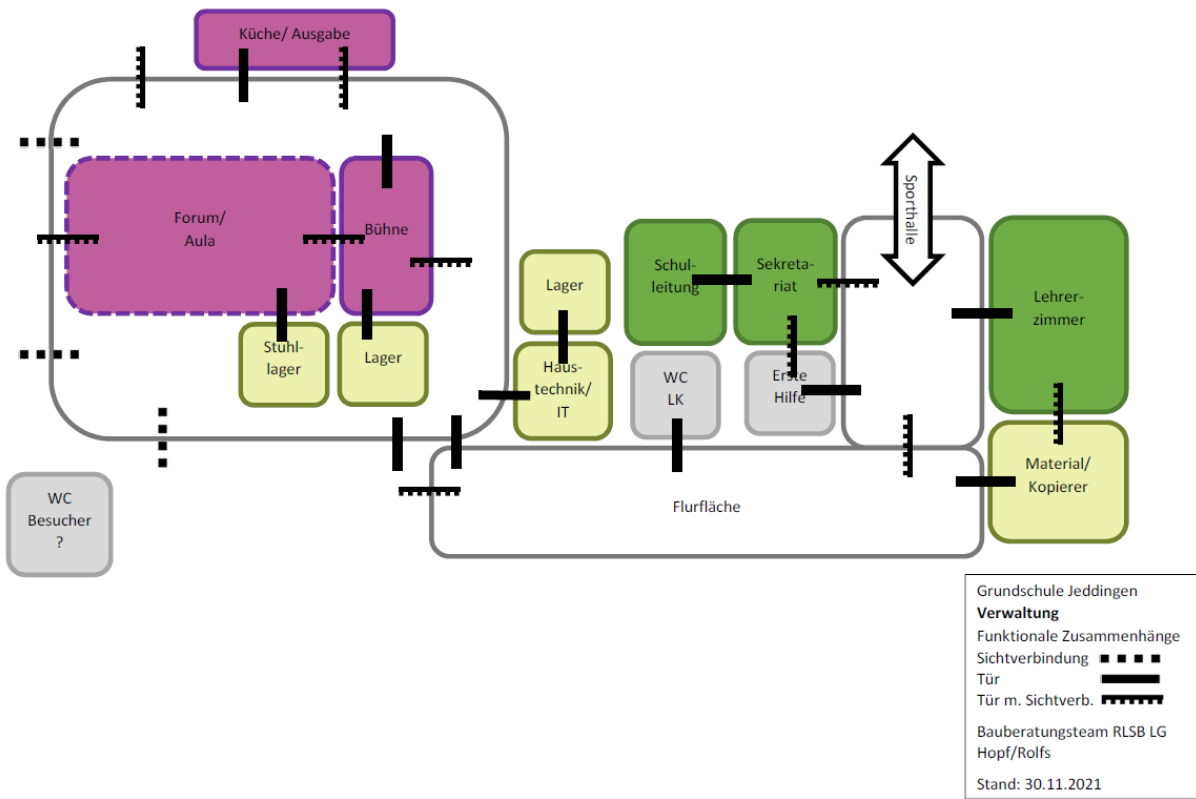 Küche/ Ausgabe
Forum/
Aula
Bühne
Stuhl-
lager
Lager
Lager
Haus-
technik/
IT
Schul-
leitung
Sekreta-
riat
WC
LK
Erste
Hilfe
Sporthalle
Lehrer-
zimmer
Material/
Kopierer
Flurfläche
WC
Besucher
?
Grundschule Jeddingen
Verwaltung
Funktionale Zusammenhänge
Sichtverbindung
Tür
Tür m. Sichtverb.
Bauberatungsteam RLSB LG
Hopf/Rolfs
Stand: 30.11.2021